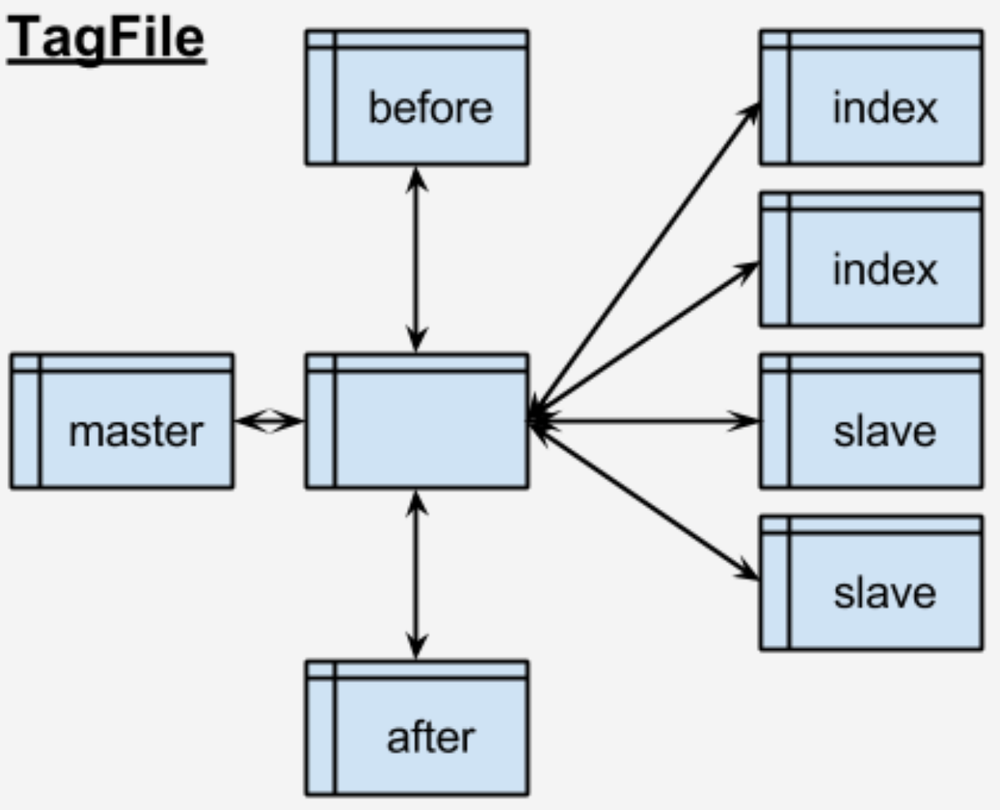 TagFile
before
index
index
master
slave
slave
after